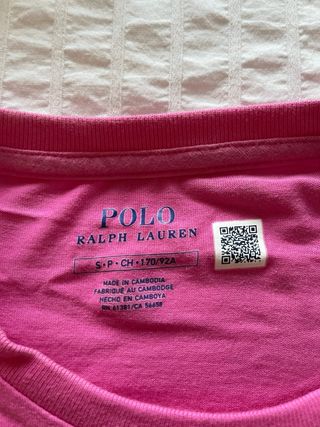 POLO
RALPH LAUREN
S • P • CH • 170/92A
MADE IN CAMBODIA
FABRIQUÉ AU CAMBODGE
HECHO EN CAMBOYA
RN 41381/CA 56658